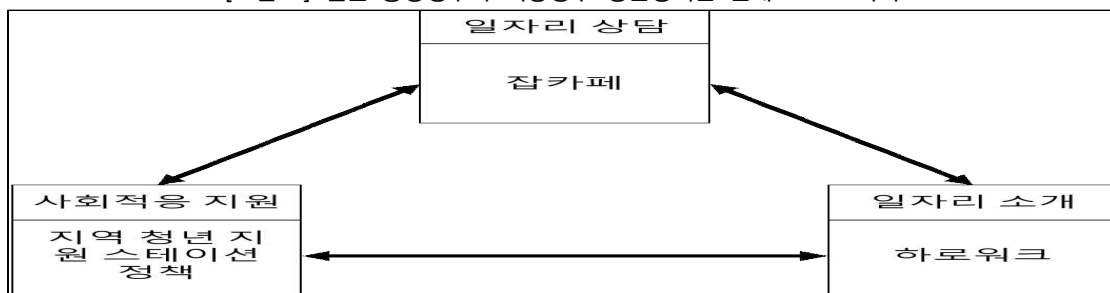 일자리 상담
잡카페
사회적응 지원
일자리 소개
지역 청년 지
원 스테이션
정책
하로워크